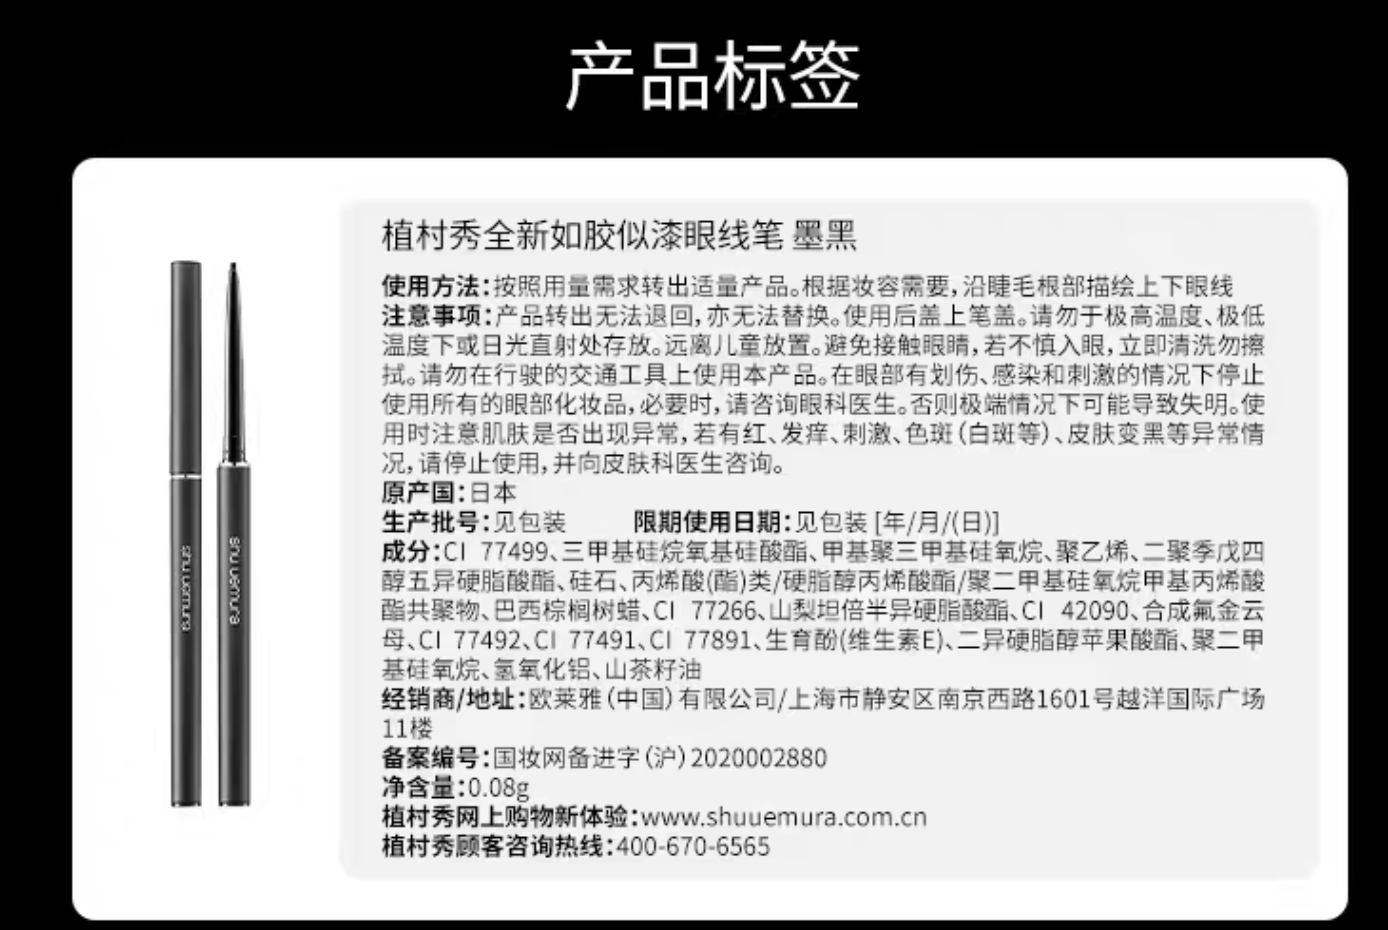 产品标签
植村秀全新如胶似漆眼线笔 墨黑
使用方法：按照用量需求转出适量产品。根据妆容需要，沿睫毛根部描绘上下眼线
注意事项：产品转出无法退回，亦无法替换。使用后盖上笔盖。请勿于极高温度、极低
温度下或日光直射处存放。远离儿童放置。避免接触眼睛，若不慎入眼，立即清洗勿擦
拭。请勿在行驶的交通工具上使用本产品。在眼部有划伤、感染和刺激的情况下停止
使用所有的眼部化妆品，必要时，请咨询眼科医生。否则极端情况下可能导致失明。使
用时注意肌肤是否出现异常，若有红、发痒、刺激、色斑（白斑等）、皮肤变黑等异常情
况，请停止使用，并向皮肤科医生咨询。
原产国：日本
生产批号：见包装 限期使用日期：见包装 [年/月/(日)]
成分：CI 77499、三甲基硅烷氧基硅酸酯、甲基聚三甲基硅氧烷、聚乙烯、二聚季戊四
醇五异硬脂酸酯、硅石、丙烯酸(酯)类/硬脂醇丙烯酸酯/聚二甲基硅氧烷甲基丙烯酸
酯共聚物、巴西棕榈树蜡、CI 77266、山梨坦倍半异硬脂酸酯、CI 42090、合成氟金云
母、CI 77492、CI 77491、CI 77891、生育酚(维生素E)、二异硬脂醇苹果酸酯、聚二甲
基硅氧烷、氢氧化铝、山茶籽油
经销商/地址：欧莱雅（中国）有限公司/上海市静安区南京西路1601号越洋国际广场
11楼
备案编号：国妆网备进字（沪）2020002880
净含量：0.08g
植村秀网上购物新体验：www.shuuemura.com.cn
植村秀顾客咨询热线：400-670-6565
shu uemura
shu uemura